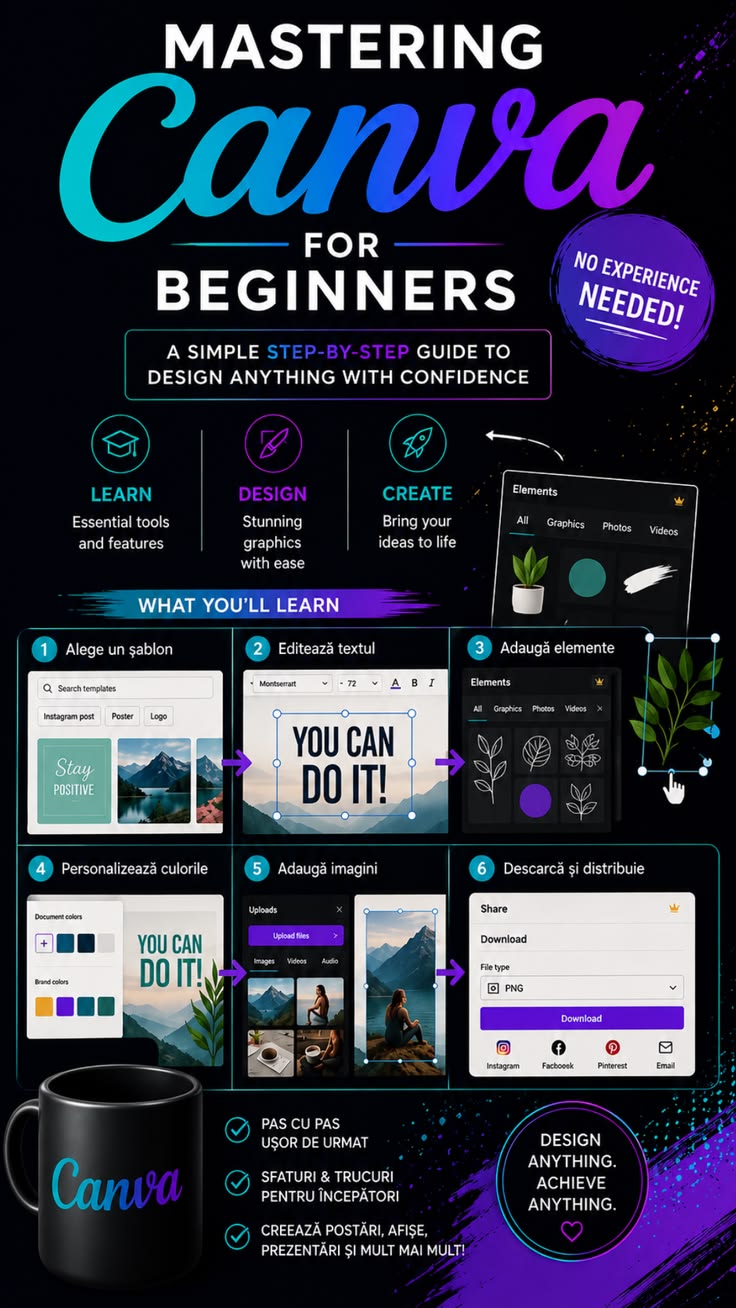 MASTERING
Canva
FOR
BEGINNERS
NO EXPERIENCE
NEEDED!
A SIMPLE STEP-BY-STEP GUIDE TO
DESIGN ANYTHING WITH CONFIDENCE
LEARN
Essential tools
and features
DESIGN
Stunning
graphics
with ease
CREATE
Bring your
ideas to life
Elements
All Graphics Photos Videos
WHAT YOU'LL LEARN
1 Alege un șablon
Search templates
Instagram post Poster Logo
Stay
POSITIVE
2 Editează textul
Montserrat - 72 A B I
YOU CAN
DO IT!
3 Adaugă elemente
Elements
All Graphics Photos Videos
4 Personalizează culorile
Document colors
+
Brand colors
YOU CAN
DO IT!
5 Adaugă imagini
Uploads
Upload files
Images Videos Audio
6 Descarcă și distribuie
Share
Download
File type
PNG
Download
Instagram Facbooek Pinterest Email
Canva
PAS CU PAS
UȘOR DE URMAT
SFATURI & TRUCURI
PENTRU ÎNCEPĂTORI
CREEAZĂ POSTĂRI, AFIȘE,
PREZENTĂRI ȘI MULT MAI MULT!
DESIGN
ANYTHING.
ACHIEVE
ANYTHING.